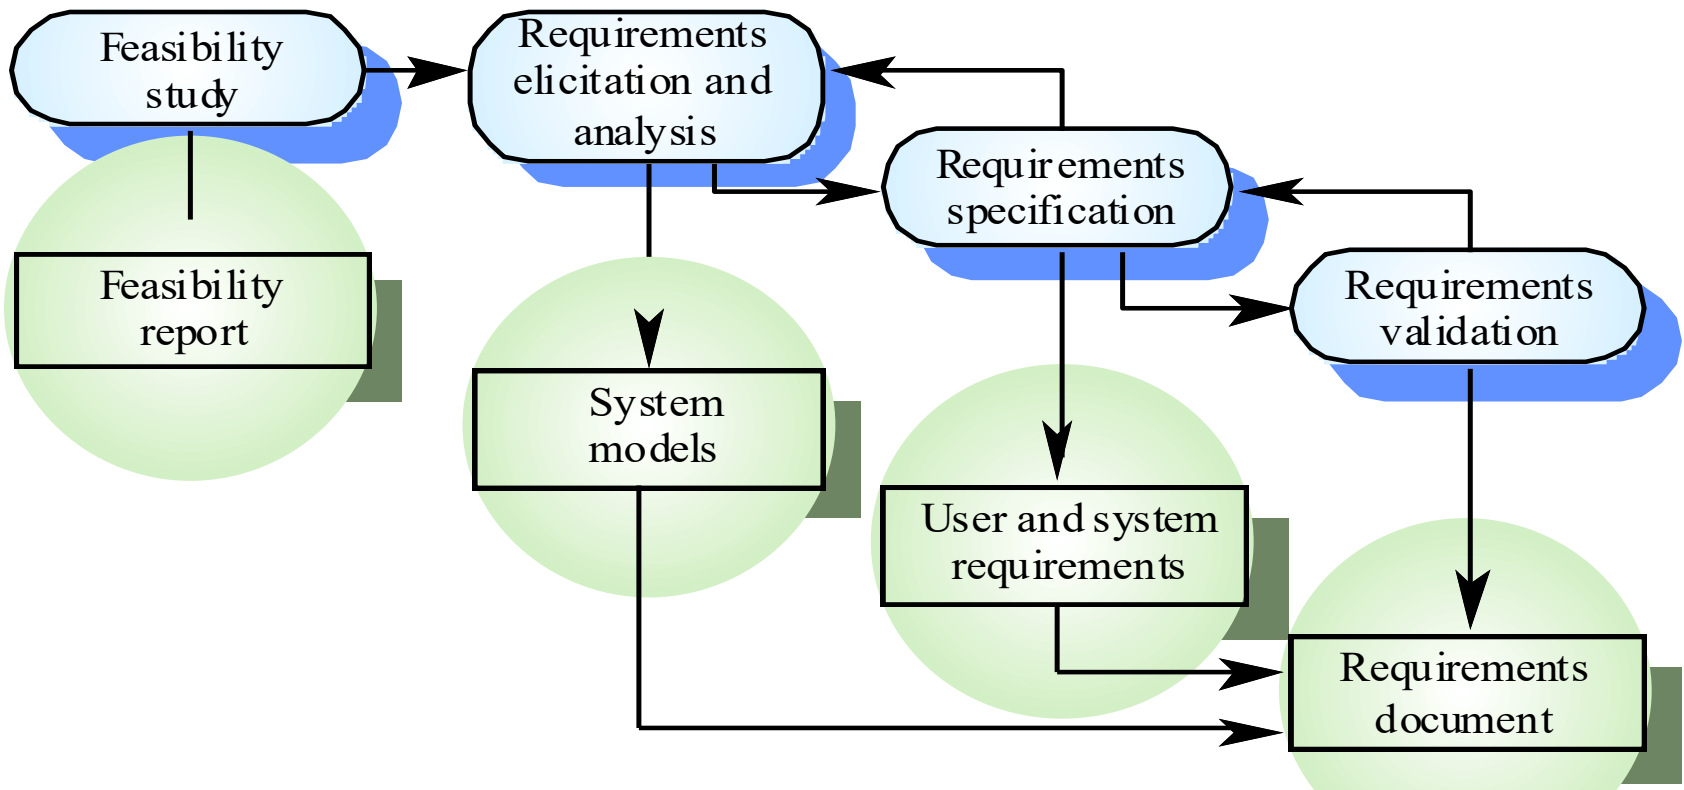 Feasibility
study
Requirements
elicitation and
analysis
Requirements
specification
Requirements
validation
Feasibility
report
System
models
User and system
requirements
Requirements
document